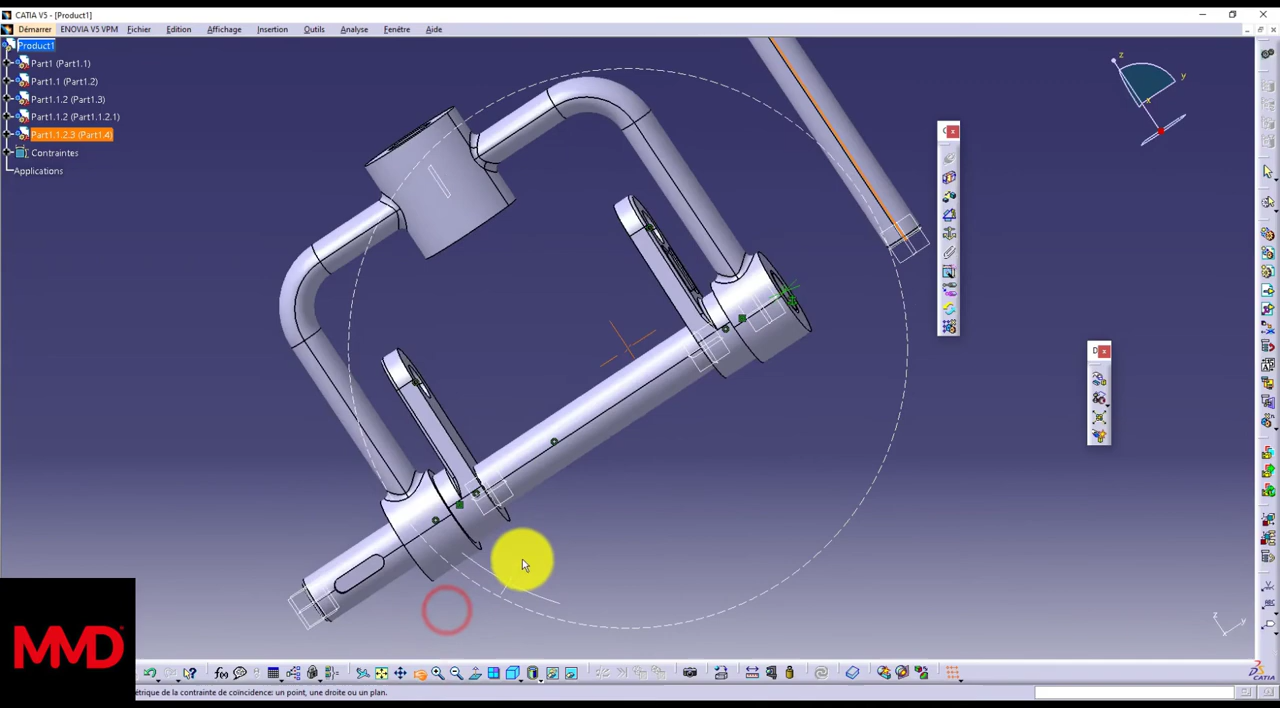 CATIA V5 - [Product1]
Démarrer ENOVIA V5 VPM Fichier Edition Affichage Insertion Outils Analyse Fenêtre Aide
Product1
Part1 (Part1.1)
Part1.1 (Part1.2)
Part1.1.2 (Part1.3)
Part1.1.2 (Part1.1.2.1)
Part1.1.2.3 (Part1.4)
Contraintes
Applications
z
y
x
C
D
z
y
MMD
f(x)
CATIA
étrique de la contrainte de coïncidence: un point, une droite ou un plan.